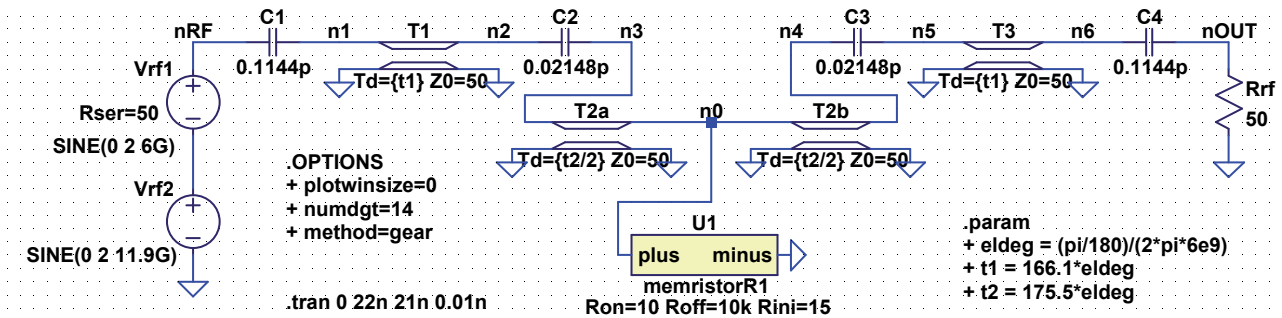 nRF C1 n1 T1 n2 C2 n3 n4 C3 n5 T3 n6 C4 nOUT
0.1144p Td={t1} Z0=50 0.02148p 0.02148p Td={t1} Z0=50 0.1144p
Vrf1
Rser=50
SINE(0 2 6G)
Rrf
50
T2a n0 T2b
Td={t2/2} Z0=50 Td={t2/2} Z0=50
Vrf2
SINE(0 2 11.9G)
.OPTIONS
+ plotwinsize=0
+ numdgt=14
+ method=gear
.tran 0 22n 21n 0.01n
U1
plus minus
memristorR1
Ron=10 Roff=10k Rini=15
.param
+ eldeg = (pi/180)/(2*pi*6e9)
+ t1 = 166.1*eldeg
+ t2 = 175.5*eldeg